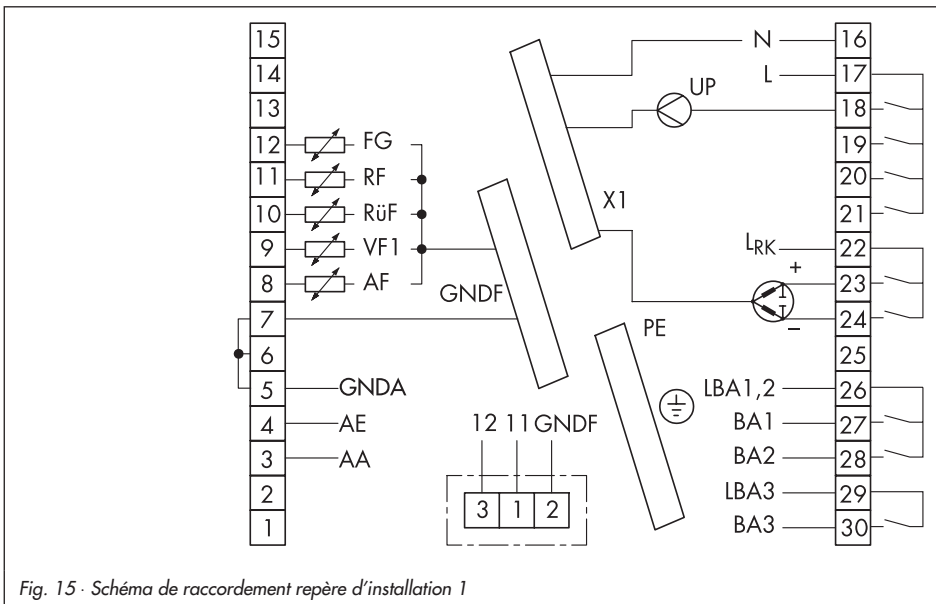 15
14
13
12 FG
11 RF
10 RüF
9 VF1
8 AF
7
6
5 GNDA
4 AE
3 AA
2
1
GNDF
X1
UP
PE
12 11 GNDF
3 1 2
N 16
L 17
18
19
20
21
LRK 22
+ 23
− 24
25
LBA1,2 26
BA1 27
BA2 28
LBA3 29
BA3 30
Fig. 15 · Schéma de raccordement repère d'installation 1